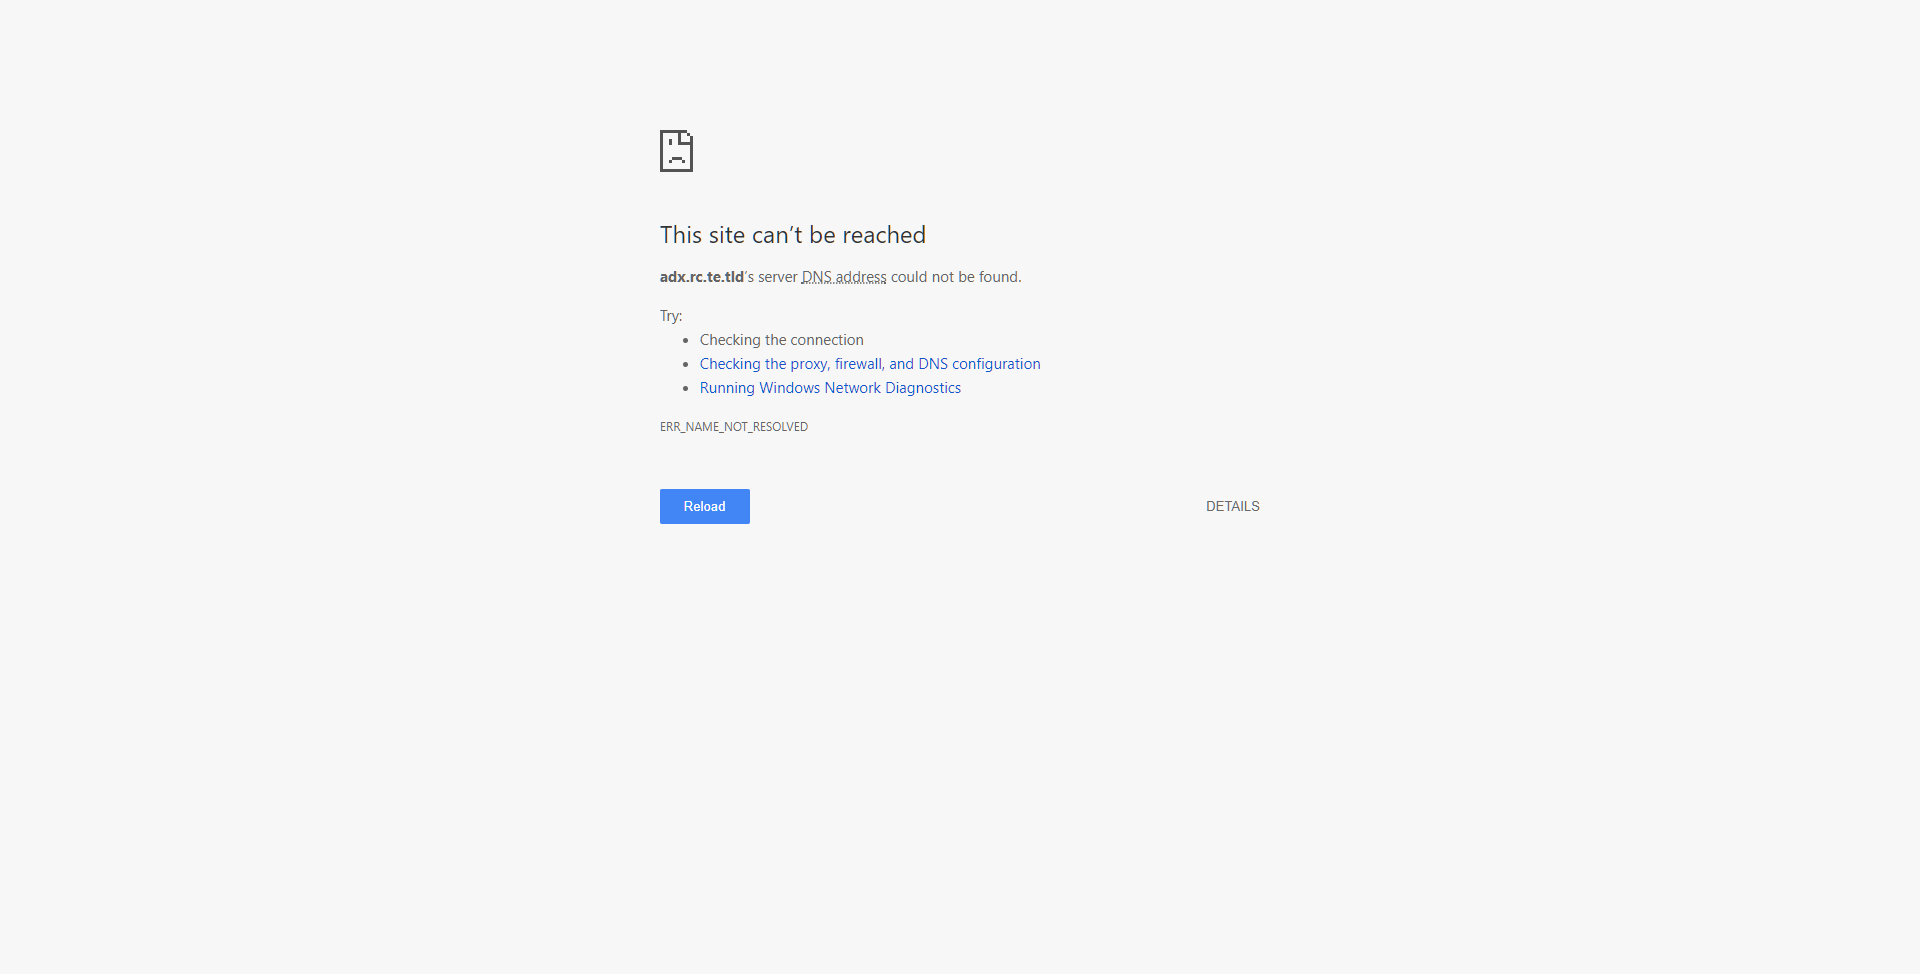 This site can’t be reached
adx.rc.te.tld’s server DNS address could not be found.
Try:
Checking the connection
Checking the proxy, firewall, and DNS configuration
Running Windows Network Diagnostics
ERR_NAME_NOT_RESOLVED
Reload
DETAILS